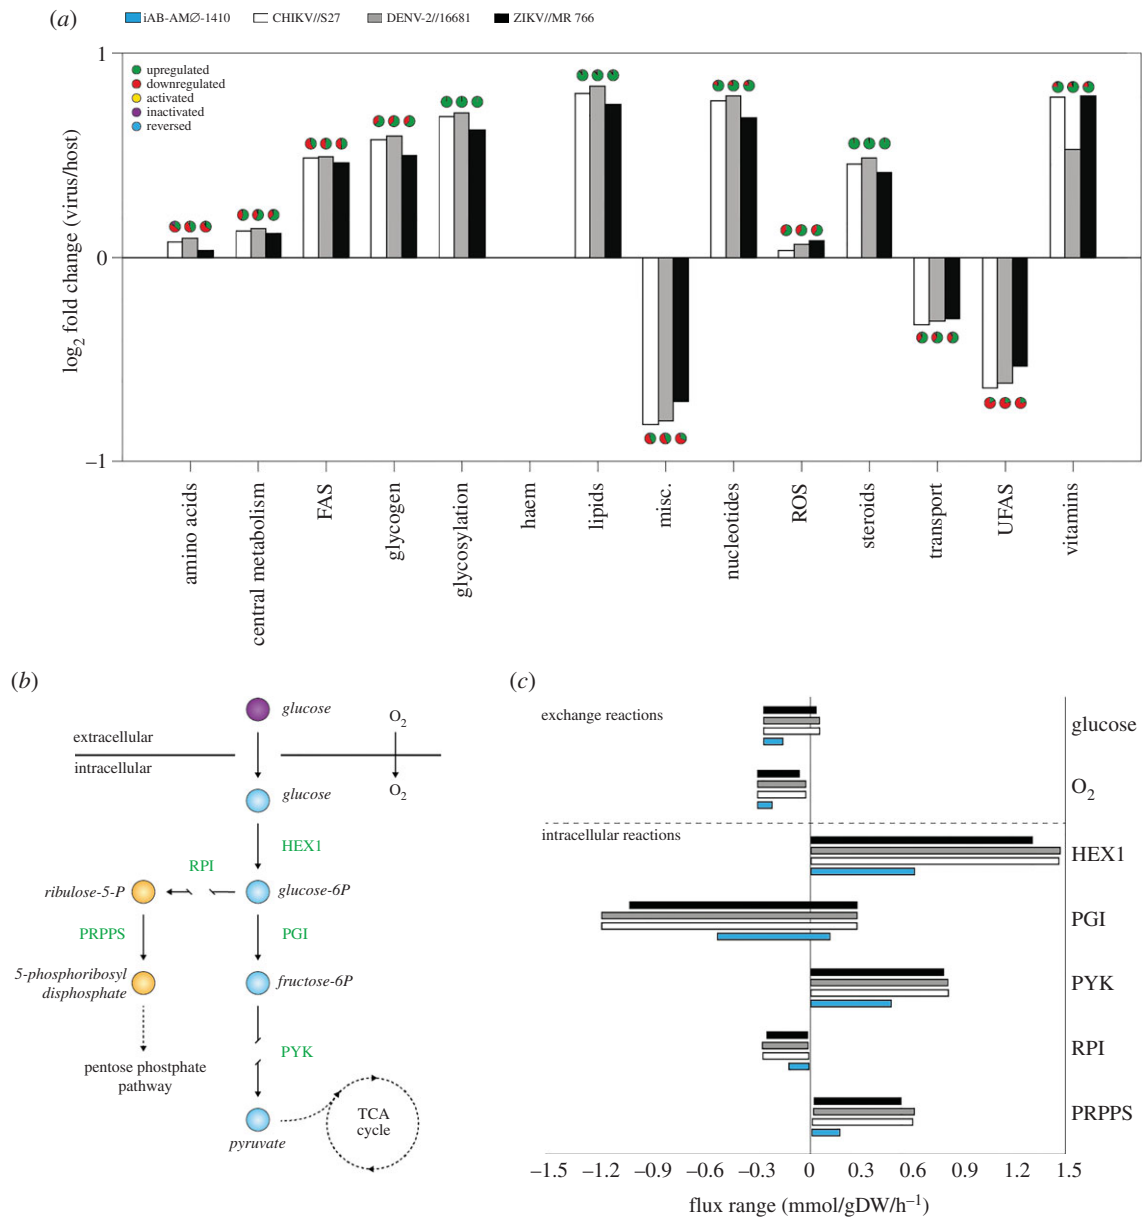 (a)
iAB-AMØ-1410 CHIKV//S27 DENV-2//16681 ZIKV//MR 766
1
upregulated
downregulated
activated
inactivated
reversed
log2 fold change (virus/host)
0
–1
amino acids
central metabolism
FAS
glycogen
glycosylation
haem
lipids
misc.
nucleotides
ROS
steroids
transport
UFAS
vitamins
(b)
glucose
O2
extracellular
intracellular
glucose
O2
HEX1
RPI
ribulose-5-P
glucose-6P
PRPPS
PGI
5-phosphoribosyl
disphosphate
fructose-6P
PYK
pentose phostphate
pathway
TCA
cycle
pyruvate
(c)
exchange reactions
glucose
O2
intracellular reactions
HEX1
PGI
PYK
RPI
PRPPS
–1.5 –1.2 –0.9 –0.6 –0.3 0 0.3 0.6 0.9 1.2 1.5
flux range (mmol/gDW/h–1)